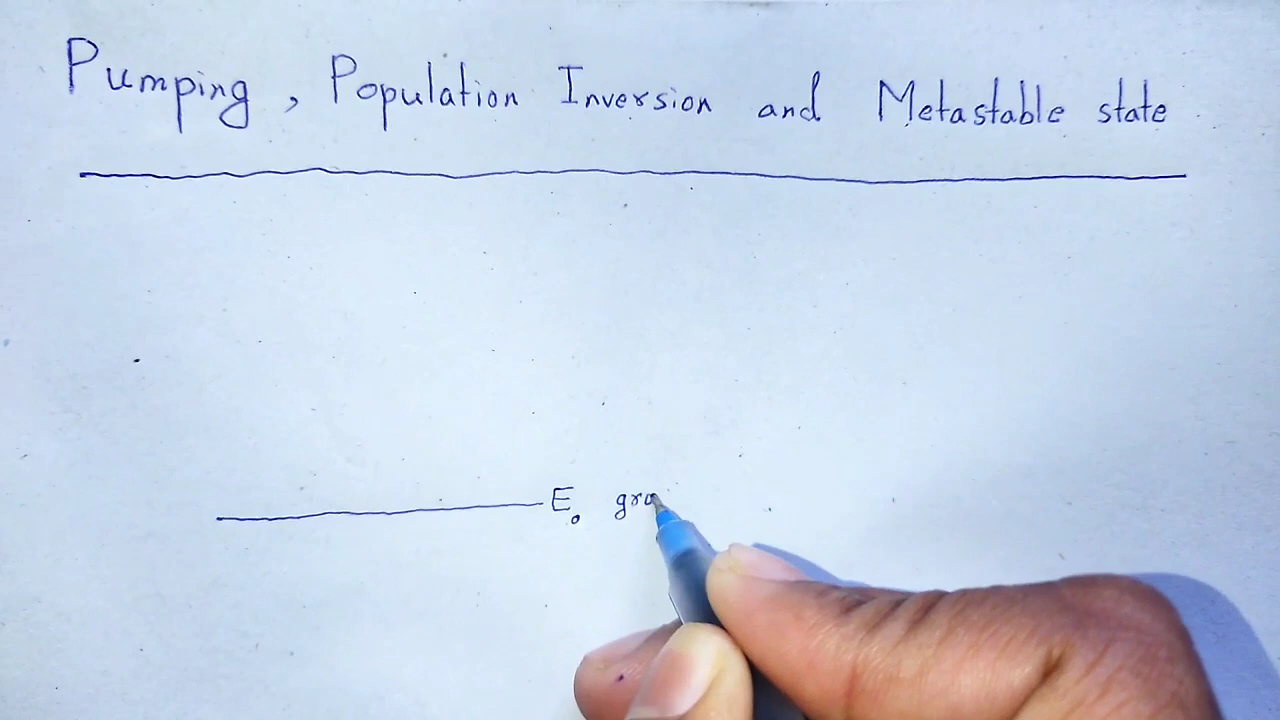 Pumping, Population Inversion and Metastable state
E₀ gro